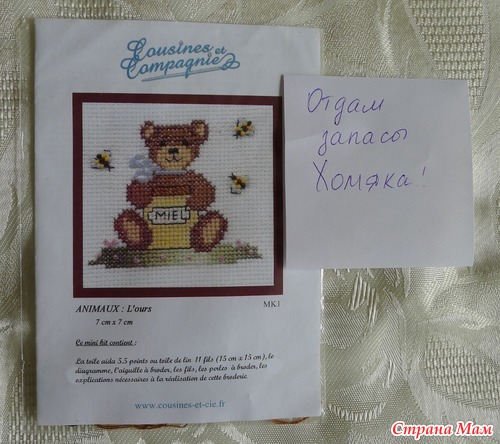 Cousines et
Compagnie
Отдам
запасы
Хомяка!
MIEL
ANIMAUX : L'ours
MK1
7 cm x 7 cm
Ce mini kit contient :
La toile aida 5.5 points ou toile de lin 11 fils (15 cm x 15 cm), le
diagramme, l'aiguille à broder, les fils, les perles à broder, les
explications nécessaires à la réalisation de cette broderie.
www.cousines-et-cie.fr
Страна Мам